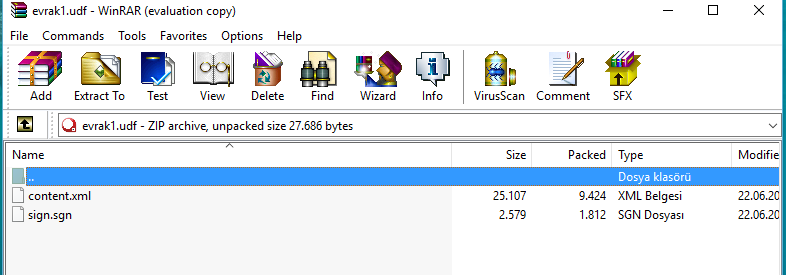 evrak1.udf - WinRAR (evaluation copy)
File Commands Tools Favorites Options Help
Add Extract To Test View Delete Find Wizard Info VirusScan Comment SFX
evrak1.udf - ZIP archive, unpacked size 27.686 bytes
Name Size Packed Type Modifie
.. Dosya klasörü
content.xml 25.107 9.424 XML Belgesi 22.06.20
sign.sgn 2.579 1.812 SGN Dosyası 22.06.20